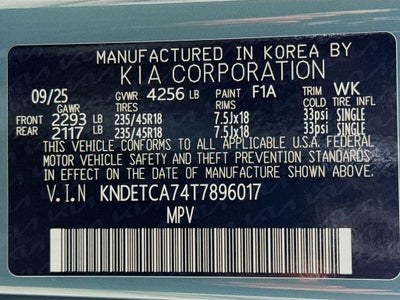 MANUFACTURED IN KOREA BY
KIA CORPORATION
09/25 GVWR 4256 LB PAINT F1A TRIM WK
GAWR TIRES RIMS COLD TIRE INFL
FRONT 2293 LB 235/45R18 7.5Jx18 33psi SINGLE
REAR 2117 LB 235/45R18 7.5Jx18 33psi SINGLE
THIS VEHICLE CONFORMS TO ALL APPLICABLE U.S.A. FEDERAL
MOTOR VEHICLE SAFETY AND THEFT PREVENTION STANDARDS
IN EFFECT ON THE DATE OF MANUFACTURE SHOWN ABOVE.
V.I.N KNDETCA74T7896017
MPV